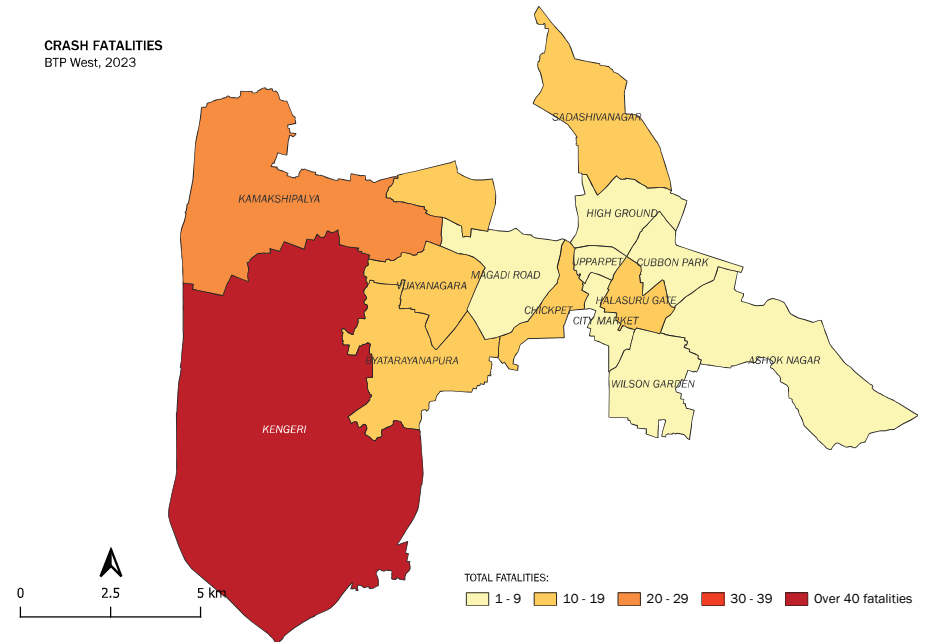 CRASH FATALITIES
BTP West, 2023
SADASHIVANAGAR
KAMAKSHIPALYA
HIGH GROUND
UPPARPET
CUBBON PARK
MAGADI ROAD
VIJAYANAGARA
HALASURU GATE
CHICKPET
CITY MARKET
BYATARAYANAPURA
ASHOK NAGAR
WILSON GARDEN
KENGERI
TOTAL FATALITIES:
0 2.5 5 km
1 - 9 10 - 19 20 - 29 30 - 39 Over 40 fatalities